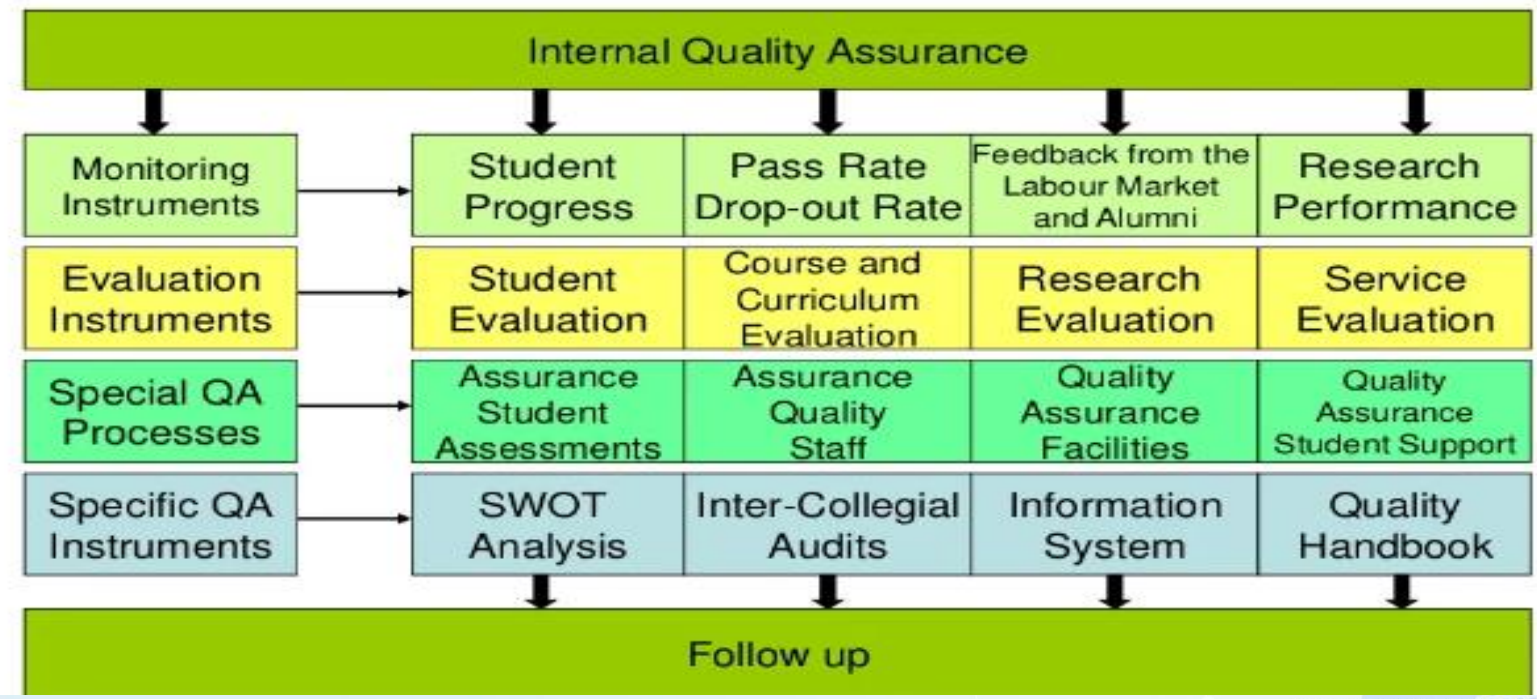 Internal Quality Assurance
Monitoring
Instruments
Student
Progress
Pass Rate
Drop-out Rate
Feedback from the
Labour Market
and Alumni
Research
Performance
Evaluation
Instruments
Student
Evaluation
Course and
Curriculum
Evaluation
Research
Evaluation
Service
Evaluation
Special QA
Processes
Assurance
Student
Assessments
Assurance
Quality
Staff
Quality
Assurance
Facilities
Quality
Assurance
Student Support
Specific QA
Instruments
SWOT
Analysis
Inter-Collegial
Audits
Information
System
Quality
Handbook
Follow up